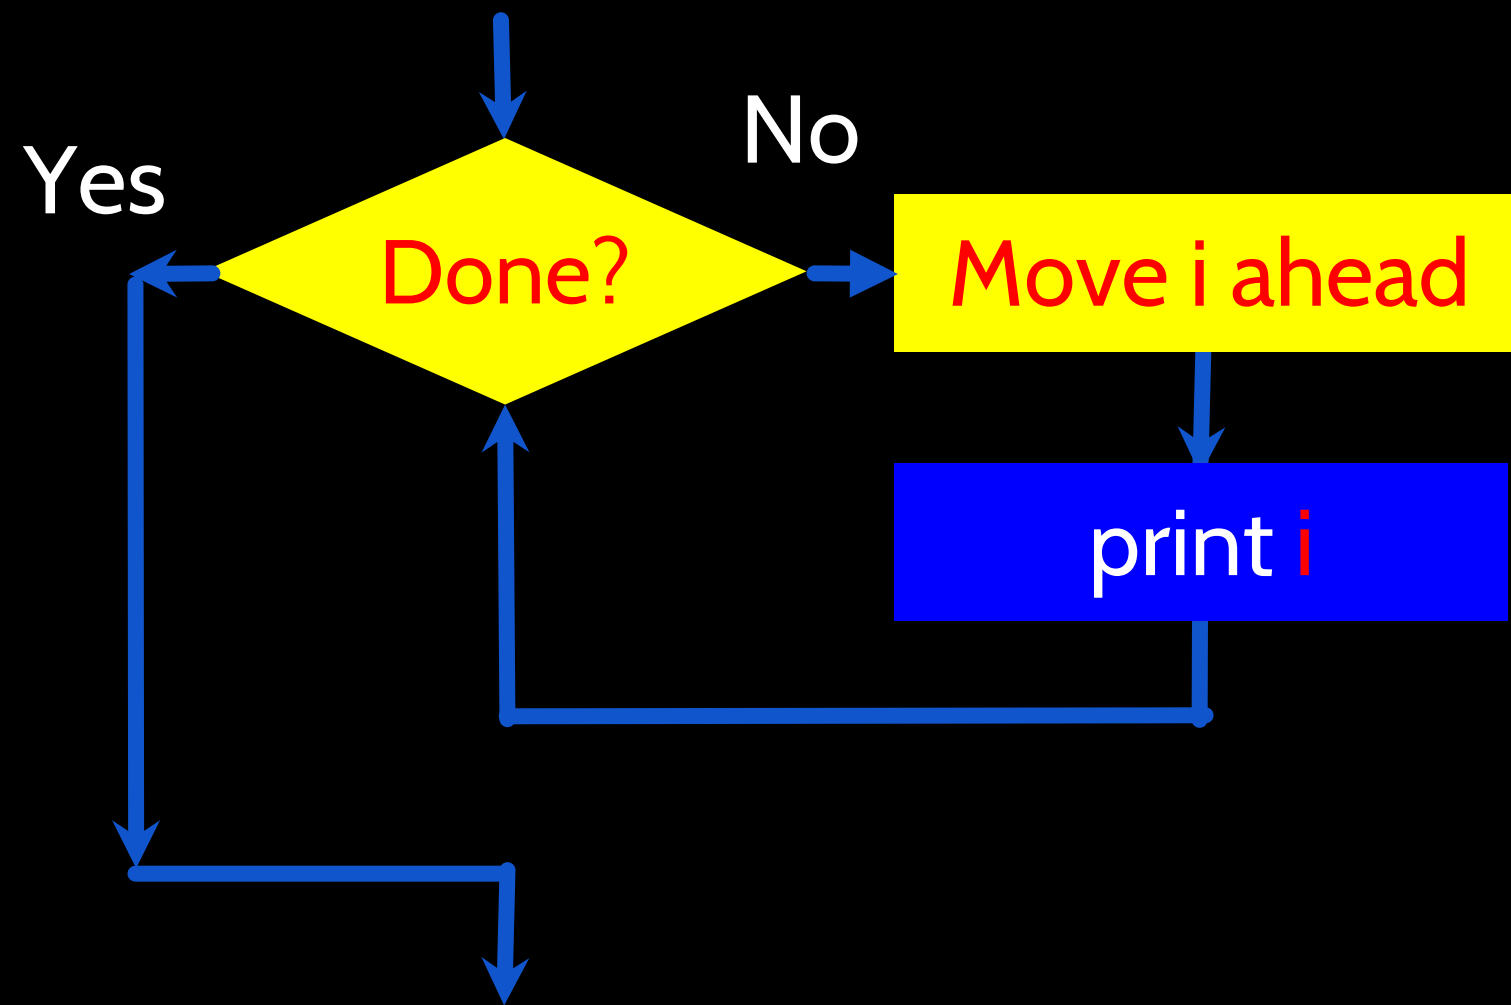 Yes
No
Done?
Move i ahead
print i